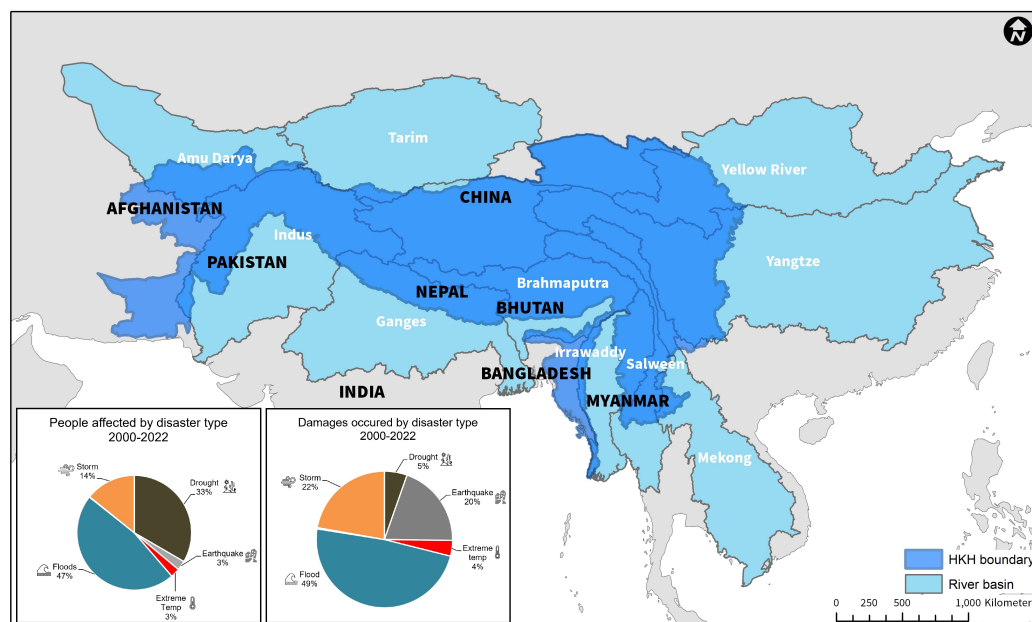 N
Tarim
Amu Darya
Yellow River
CHINA
AFGHANISTAN
Indus
PAKISTAN
Yangtze
Brahmaputra
NEPAL
BHUTAN
Ganges
Irrawaddy
Salween
BANGLADESH
INDIA
MYANMAR
Mekong
People affected by disaster type
2000-2022
Storm
14%
Drought
33%
Earthquake
3%
Floods
47%
Extreme
Temp
3%
Damages occured by disaster type
2000-2022
Drought
5%
Storm
22%
Earthquake
20%
Extreme
temp
4%
Flood
49%
HKH boundary
River basin
0 250 500 1,000 Kilometer